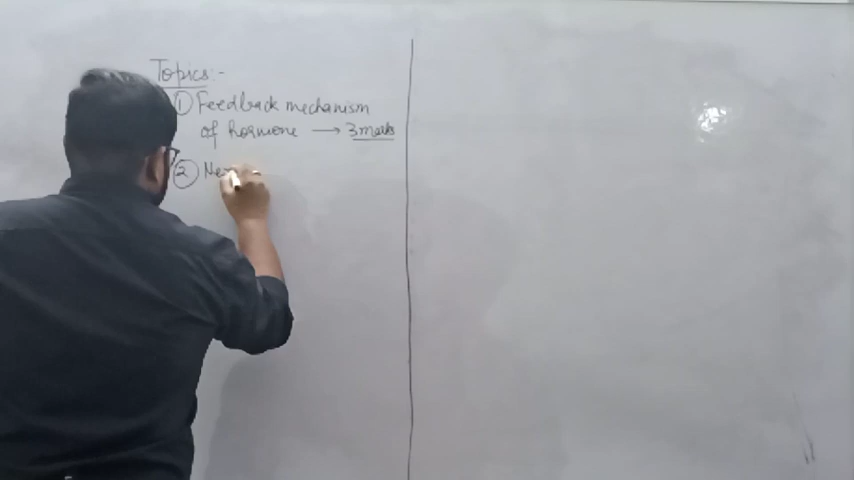 Topics:-
① Feedback mechanism
of hormone → 3 marks
② Ne